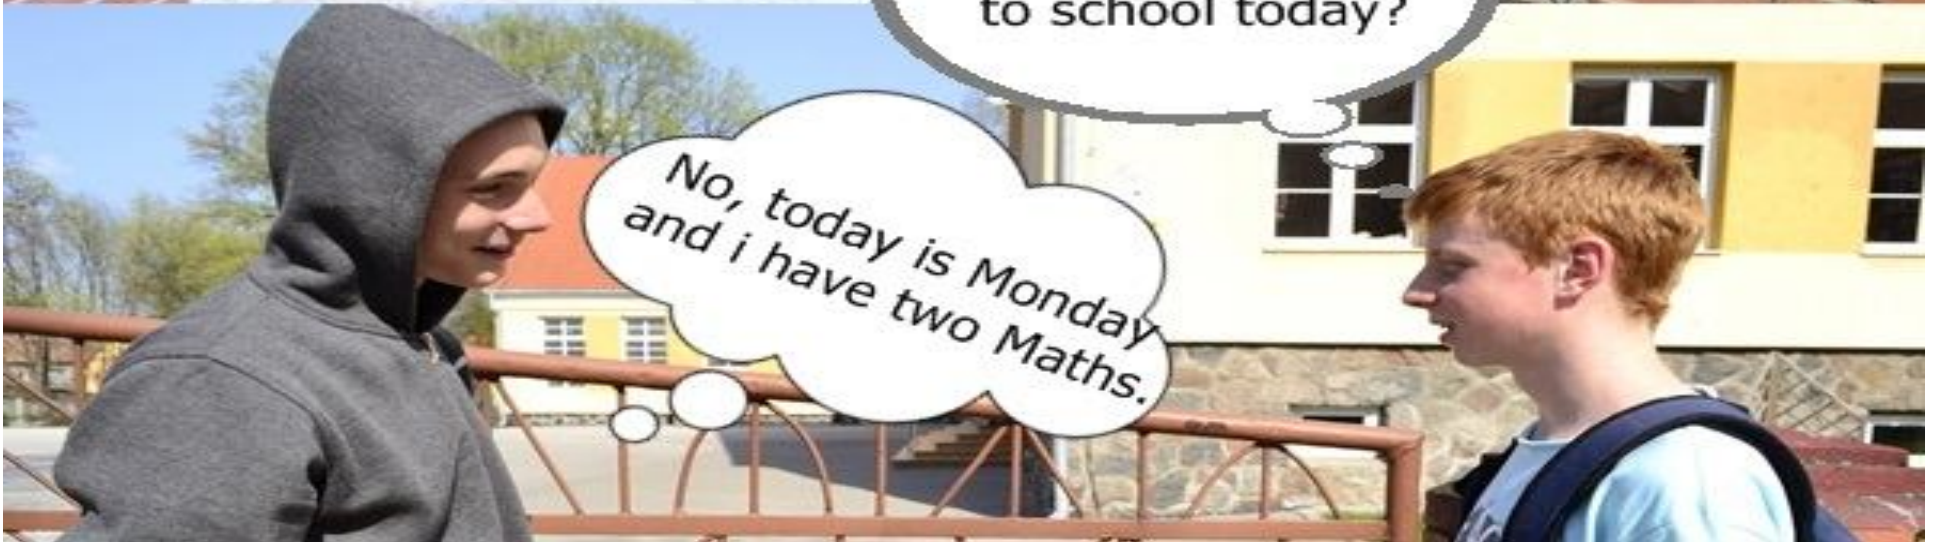 to school today?
No, today is Monday
and i have two Maths.